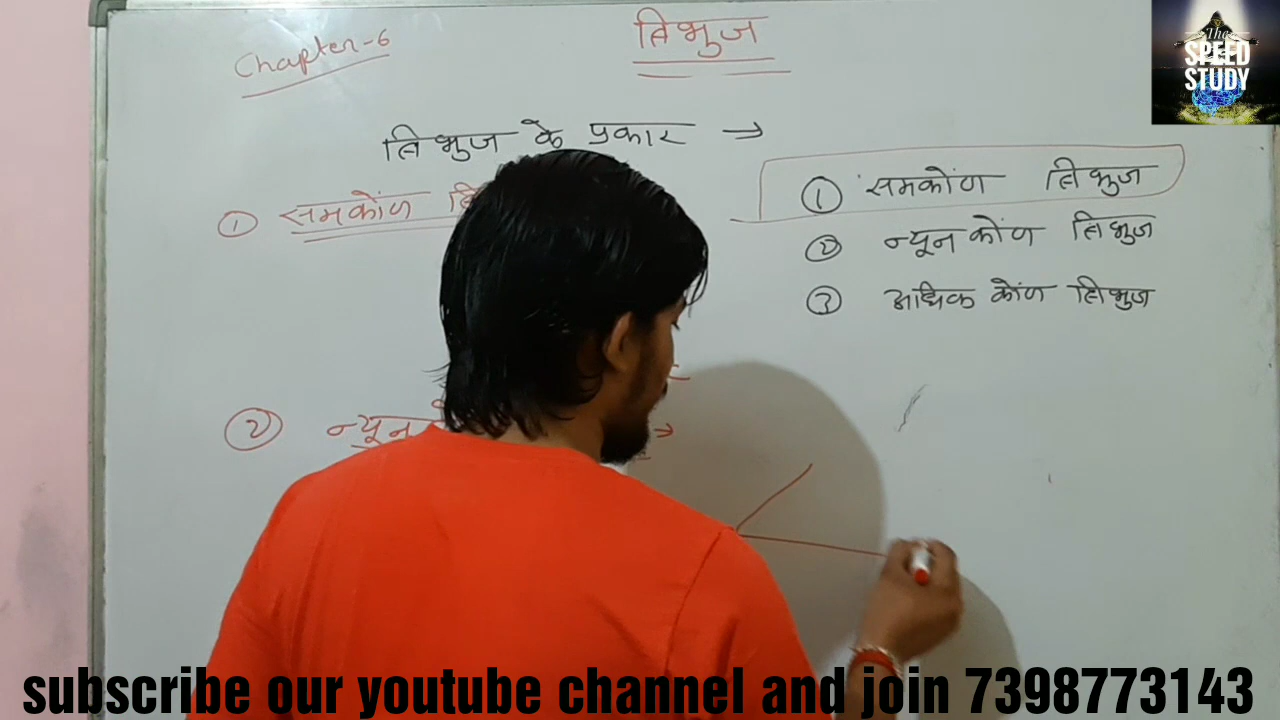 Chapter-6
त्रिभुज
The
SPEED
STUDY
त्रिभुज के प्रकार →
① समकोंण
① समकोंण त्रिभुज
② न्यूनकोंण त्रिभुज
③ अधिक कोंण त्रिभुज
② न्यून
subscribe our youtube channel and join 7398773143